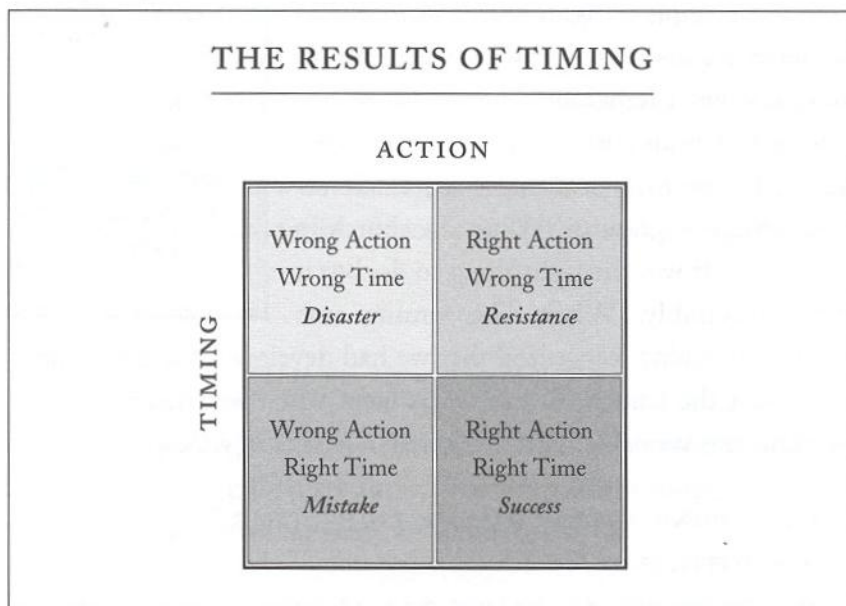 THE RESULTS OF TIMING
ACTION
TIMING
Wrong Action
Wrong Time
Disaster
Right Action
Wrong Time
Resistance
Wrong Action
Right Time
Mistake
Right Action
Right Time
Success